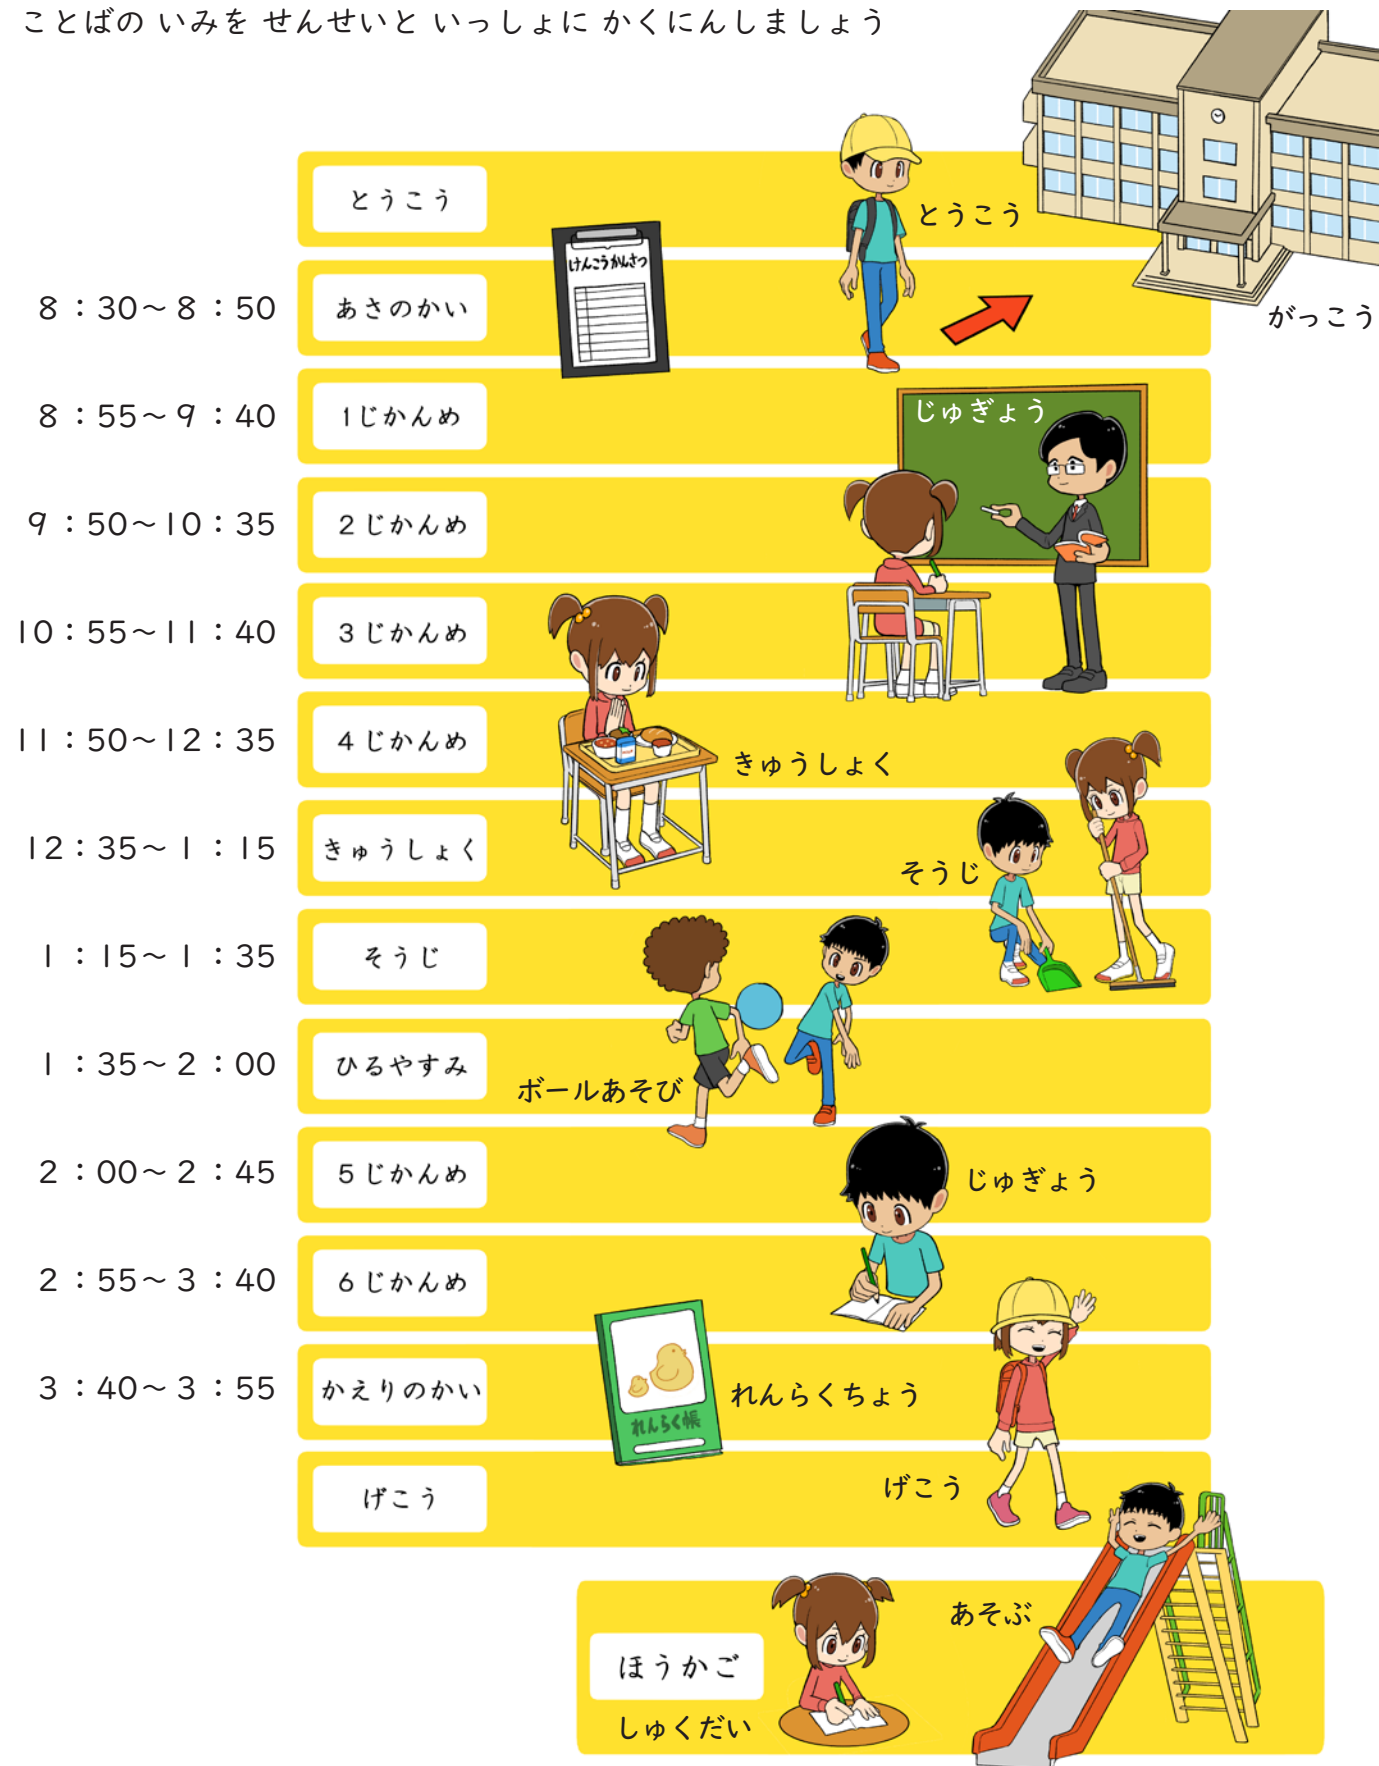 ことばの いみを せんせいと いっしょに かくにんしましょう
とうこう
とうこう
がっこう
けんこうかんさつ
8:30～8:50 あさのかい
8:55～9:40 1じかんめ
じゅぎょう
9:50～10:35 2じかんめ
10:55～11:40 3じかんめ
11:50～12:35 4じかんめ
きゅうしょく
12:35～1:15 きゅうしょく
そうじ
1:15～1:35 そうじ
1:35～2:00 ひるやすみ
ボールあそび
2:00～2:45 5じかんめ
じゅぎょう
2:55～3:40 6じかんめ
3:40～3:55 かえりのかい
れんらくちょう
れんらく帳
げこう
げこう
あそぶ
ほうかご
しゅくだい